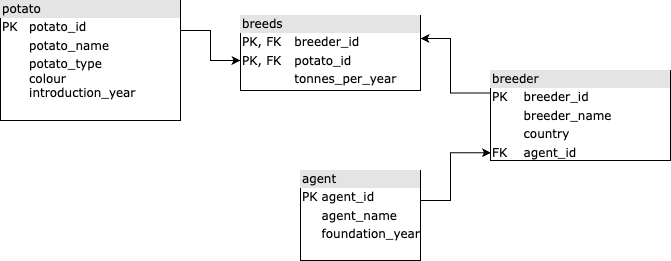 potato
PK potato_id
potato_name
potato_type
colour
introduction_year
breeds
PK, FK breeder_id
PK, FK potato_id
tonnes_per_year
breeder
PK breeder_id
breeder_name
country
FK agent_id
agent
PK agent_id
agent_name
foundation_year